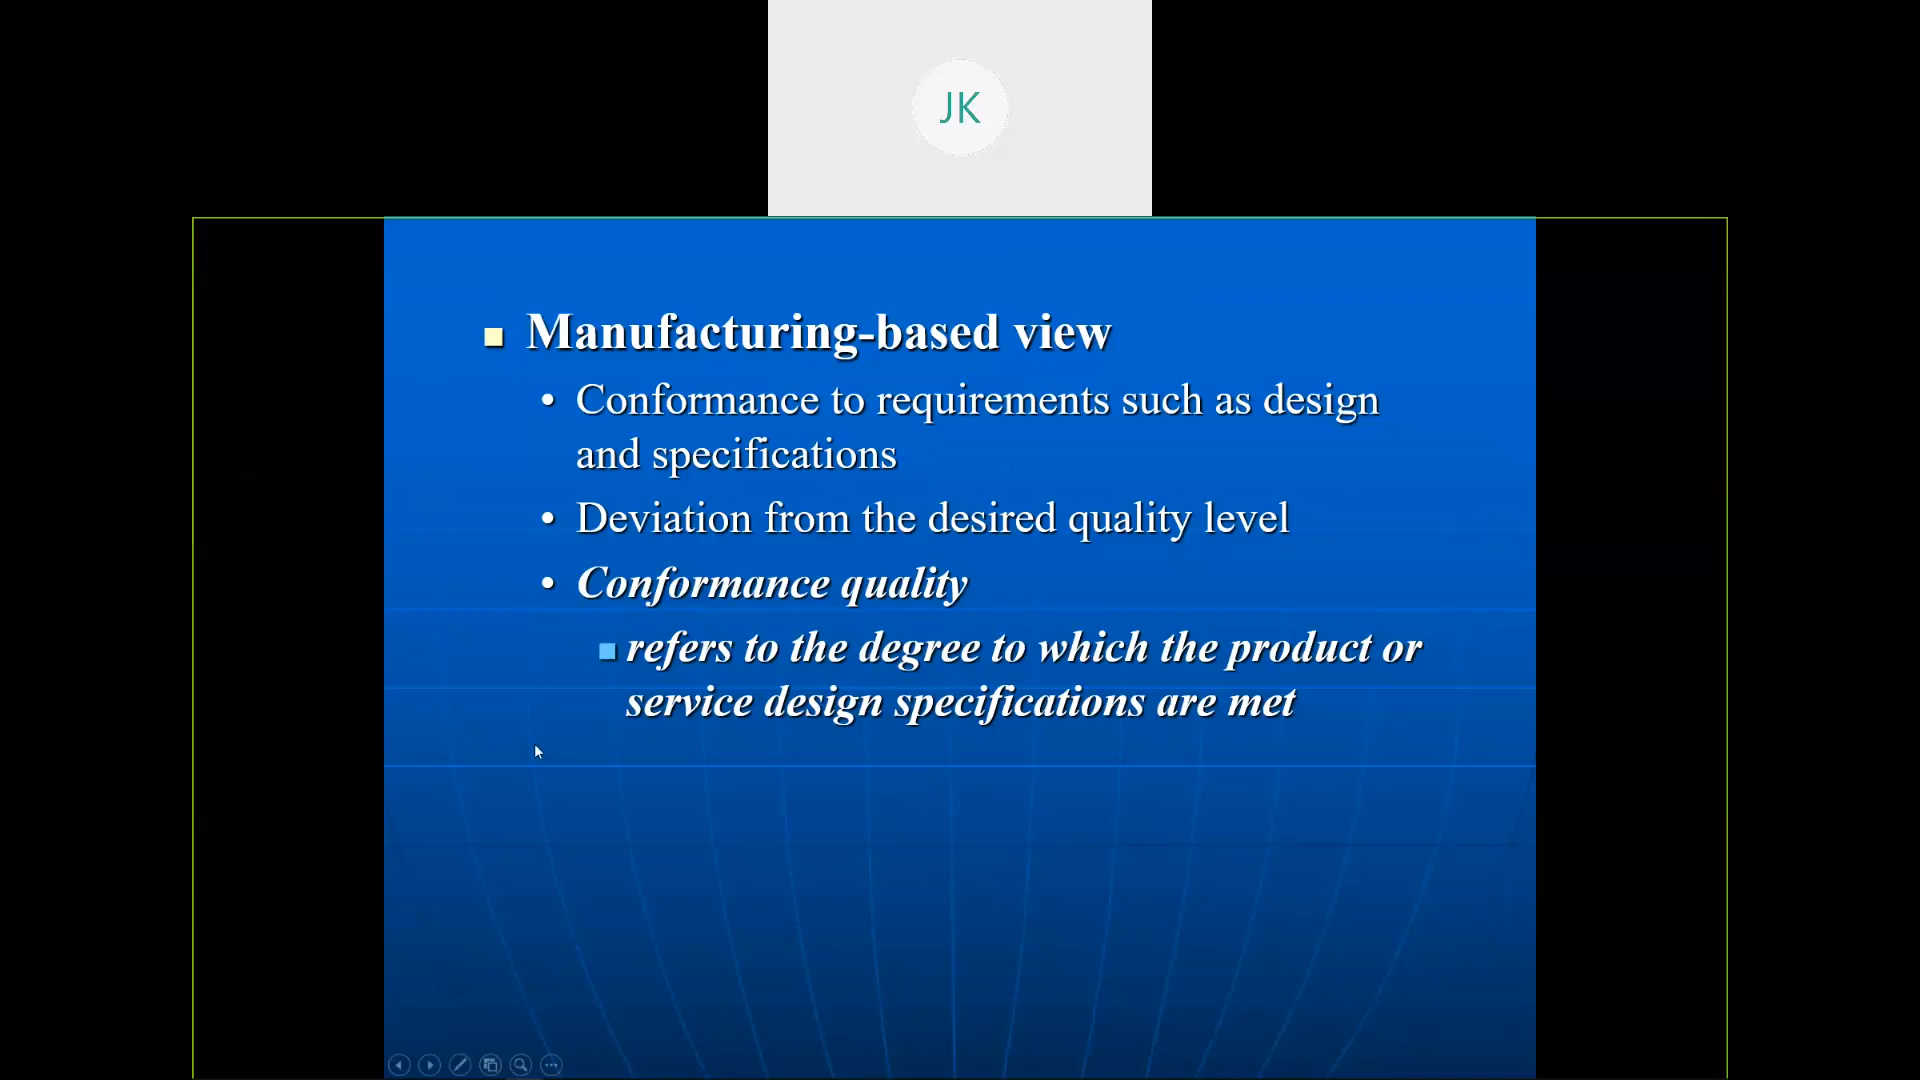 JK
Manufacturing-based view
Conformance to requirements such as design
and specifications
Deviation from the desired quality level
Conformance quality
refers to the degree to which the product or
service design specifications are met